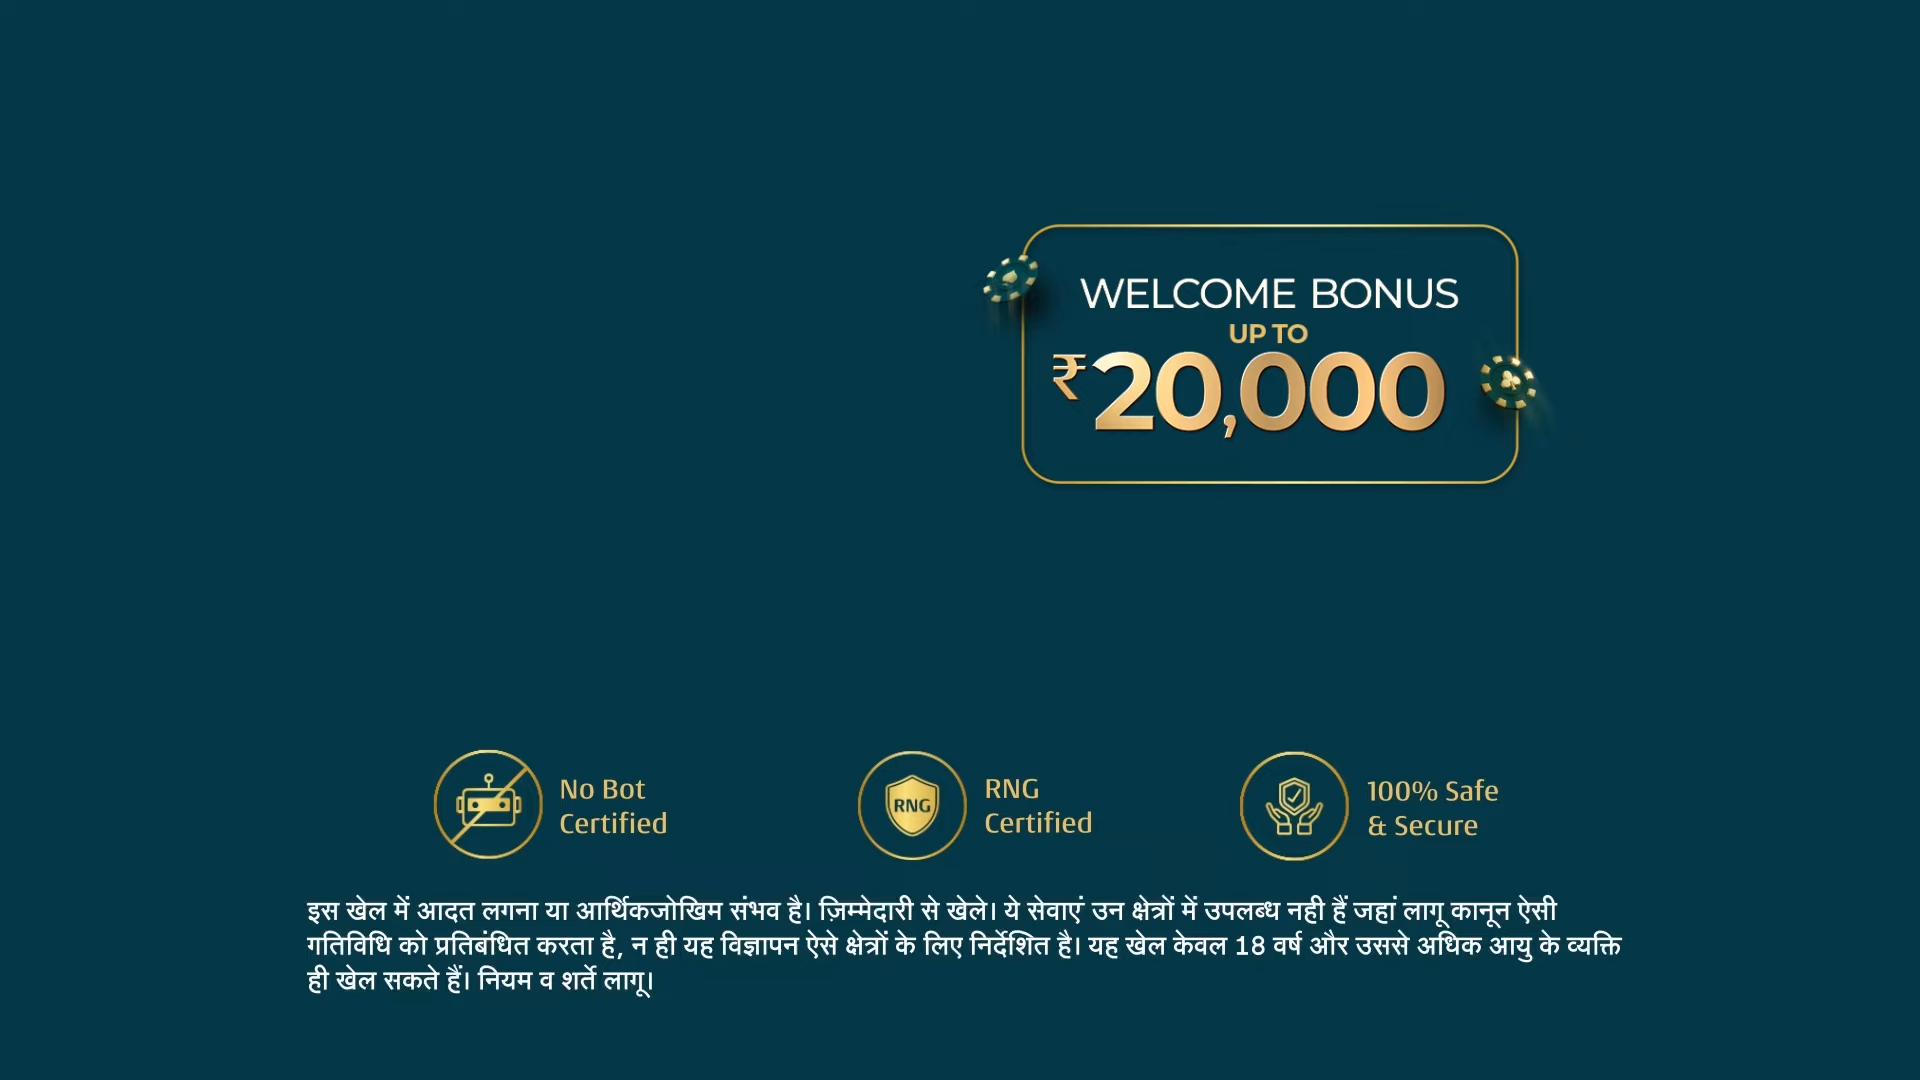 WELCOME BONUS
UP TO
₹20,000
No Bot
Certified
RNG
RNG
Certified
100% Safe
& Secure
इस खेल में आदत लगना या आर्थिकजोखिम संभव है। ज़िम्मेदारी से खेले। ये सेवाएं उन क्षेत्रों में उपलब्ध नही हैं जहां लागू कानून ऐसी
गतिविधि को प्रतिबंधित करता है, न ही यह विज्ञापन ऐसे क्षेत्रों के लिए निर्देशित है। यह खेल केवल 18 वर्ष और उससे अधिक आयु के व्यक्ति
ही खेल सकते हैं। नियम व शर्ते लागू।